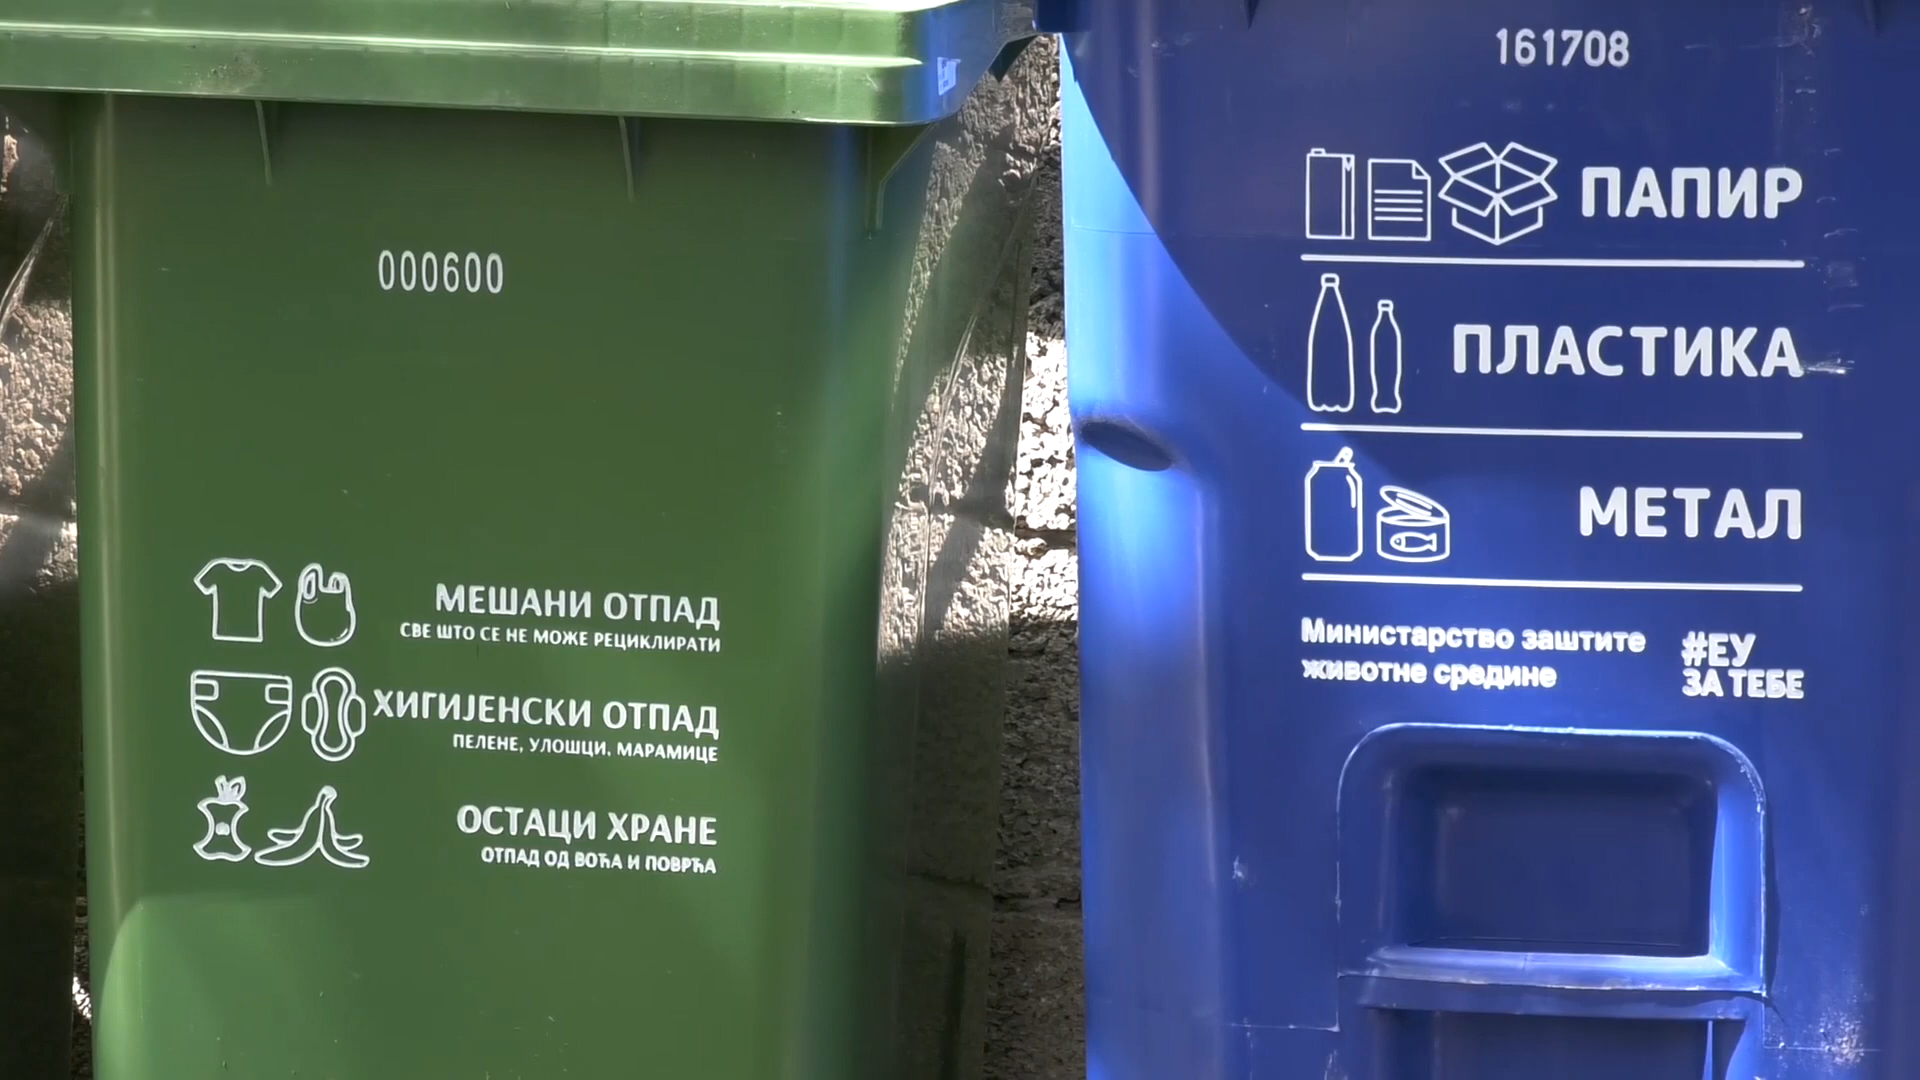 000600
МЕШАНИ ОТПАД
СВЕ ШТО СЕ НЕ МОЖЕ РЕЦИКЛИРАТИ
ХИГИЈЕНСКИ ОТПАД
ПЕЛЕНЕ, УЛОШЦИ, МАРАМИЦЕ
ОСТАЦИ ХРАНЕ
ОТПАД ОД ВОЋА И ПОВРЋА
161708
ПАПИР
ПЛАСТИКА
МЕТАЛ
Министарство заштите
животне средине
#ЕУ
ЗА ТЕБЕ